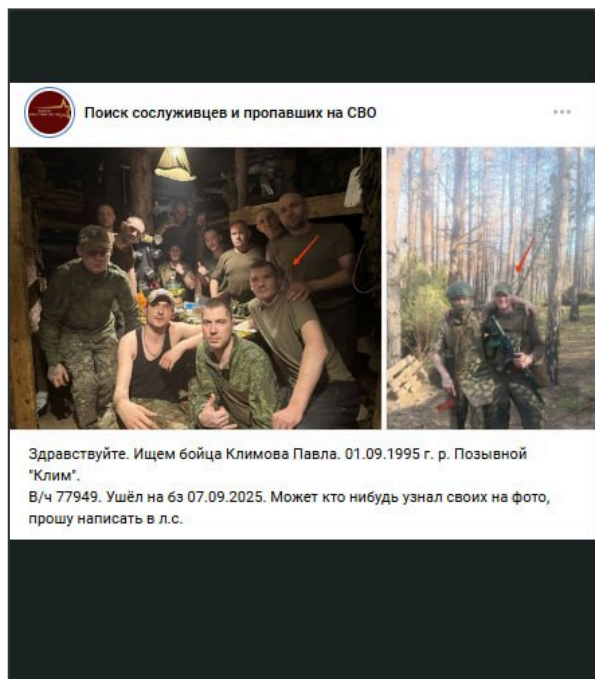 Поиск сослуживцев и пропавших на СВО
Здравствуйте. Ищем бойца Климова Павла. 01.09.1995 г. р. Позывной
"Клим".
В/ч 77949. Ушёл на бз 07.09.2025. Может кто нибудь узнал своих на фото,
прошу написать в л.с.